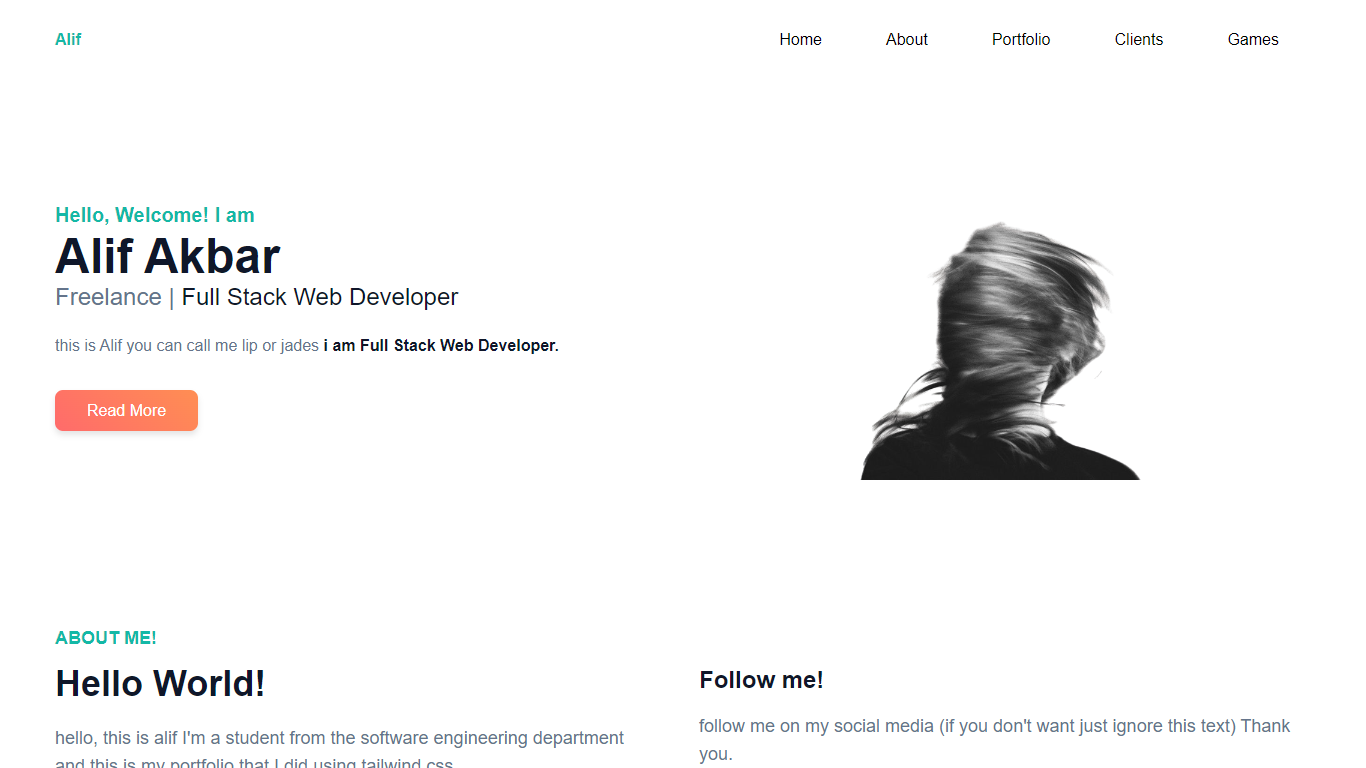 Alif
Home
About
Portfolio
Clients
Games
Hello, Welcome! I am
Alif Akbar
Freelance | Full Stack Web Developer
this is Alif you can call me lip or jades i am Full Stack Web Developer.
Read More
ABOUT ME!
Hello World!
hello, this is alif I'm a student from the software engineering department
and this is my portfolio that I did using tailwind css
Follow me!
follow me on my social media (if you don't want just ignore this text) Thank
you.